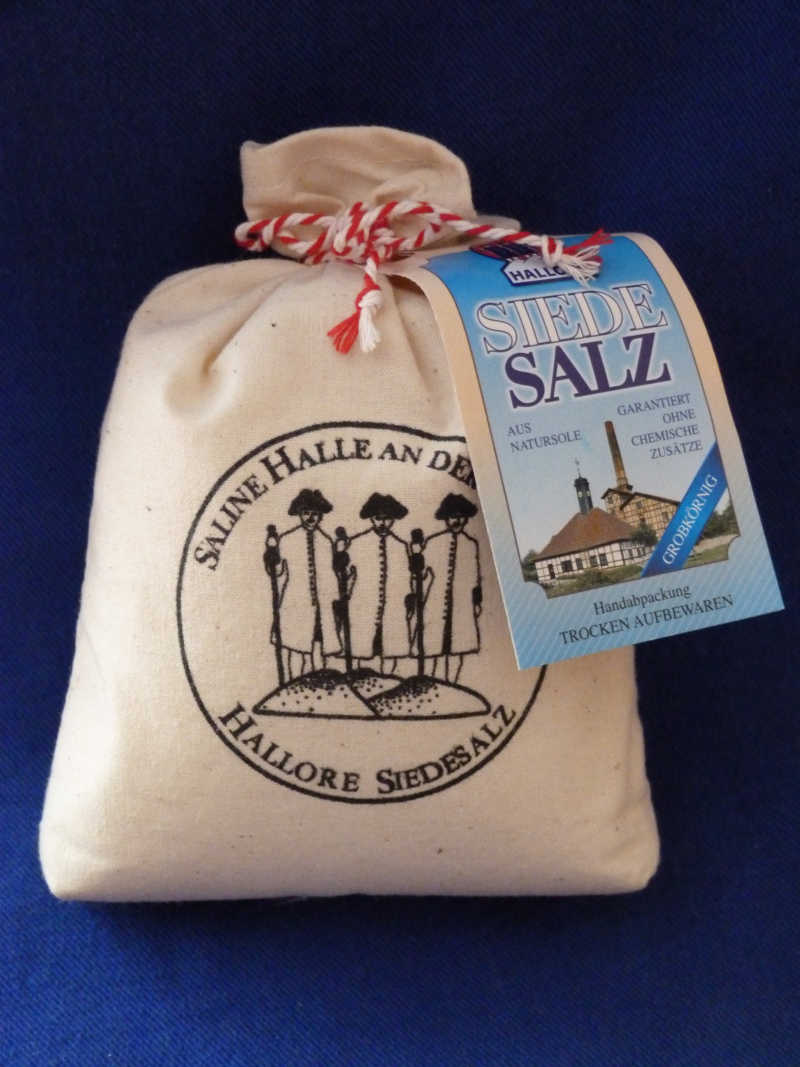 SALINE HALLE AN DER
HALLORE SIEDESALZ
SIEDE
SALZ
AUS
NATURSOLE
GARANTIERT
OHNE
CHEMISCHE
ZUSÄTZE
GROBKÖRNIG
Handabpackung
TROCKEN AUFBEWAREN